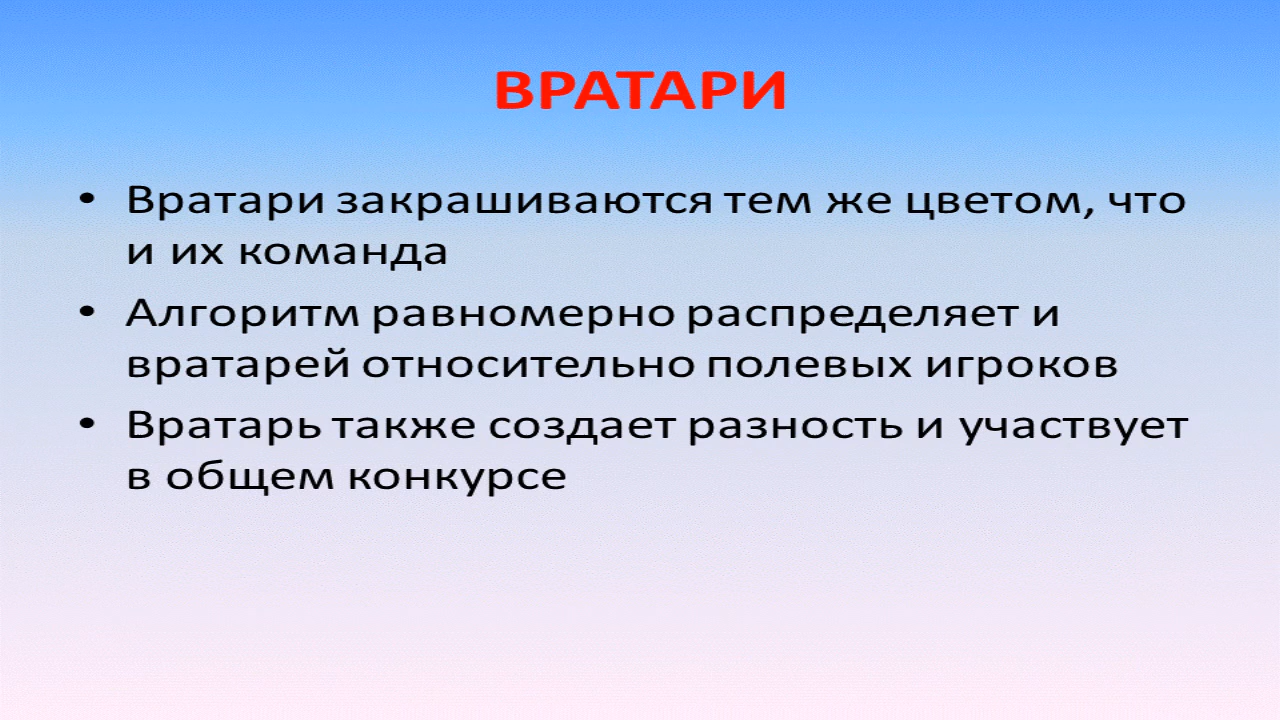 ВРАТАРИ
• Вратари закрашиваются тем же цветом, что
и их команда
• Алгоритм равномерно распределяет и
вратарей относительно полевых игроков
• Вратарь также создает разность и участвует
в общем конкурсе